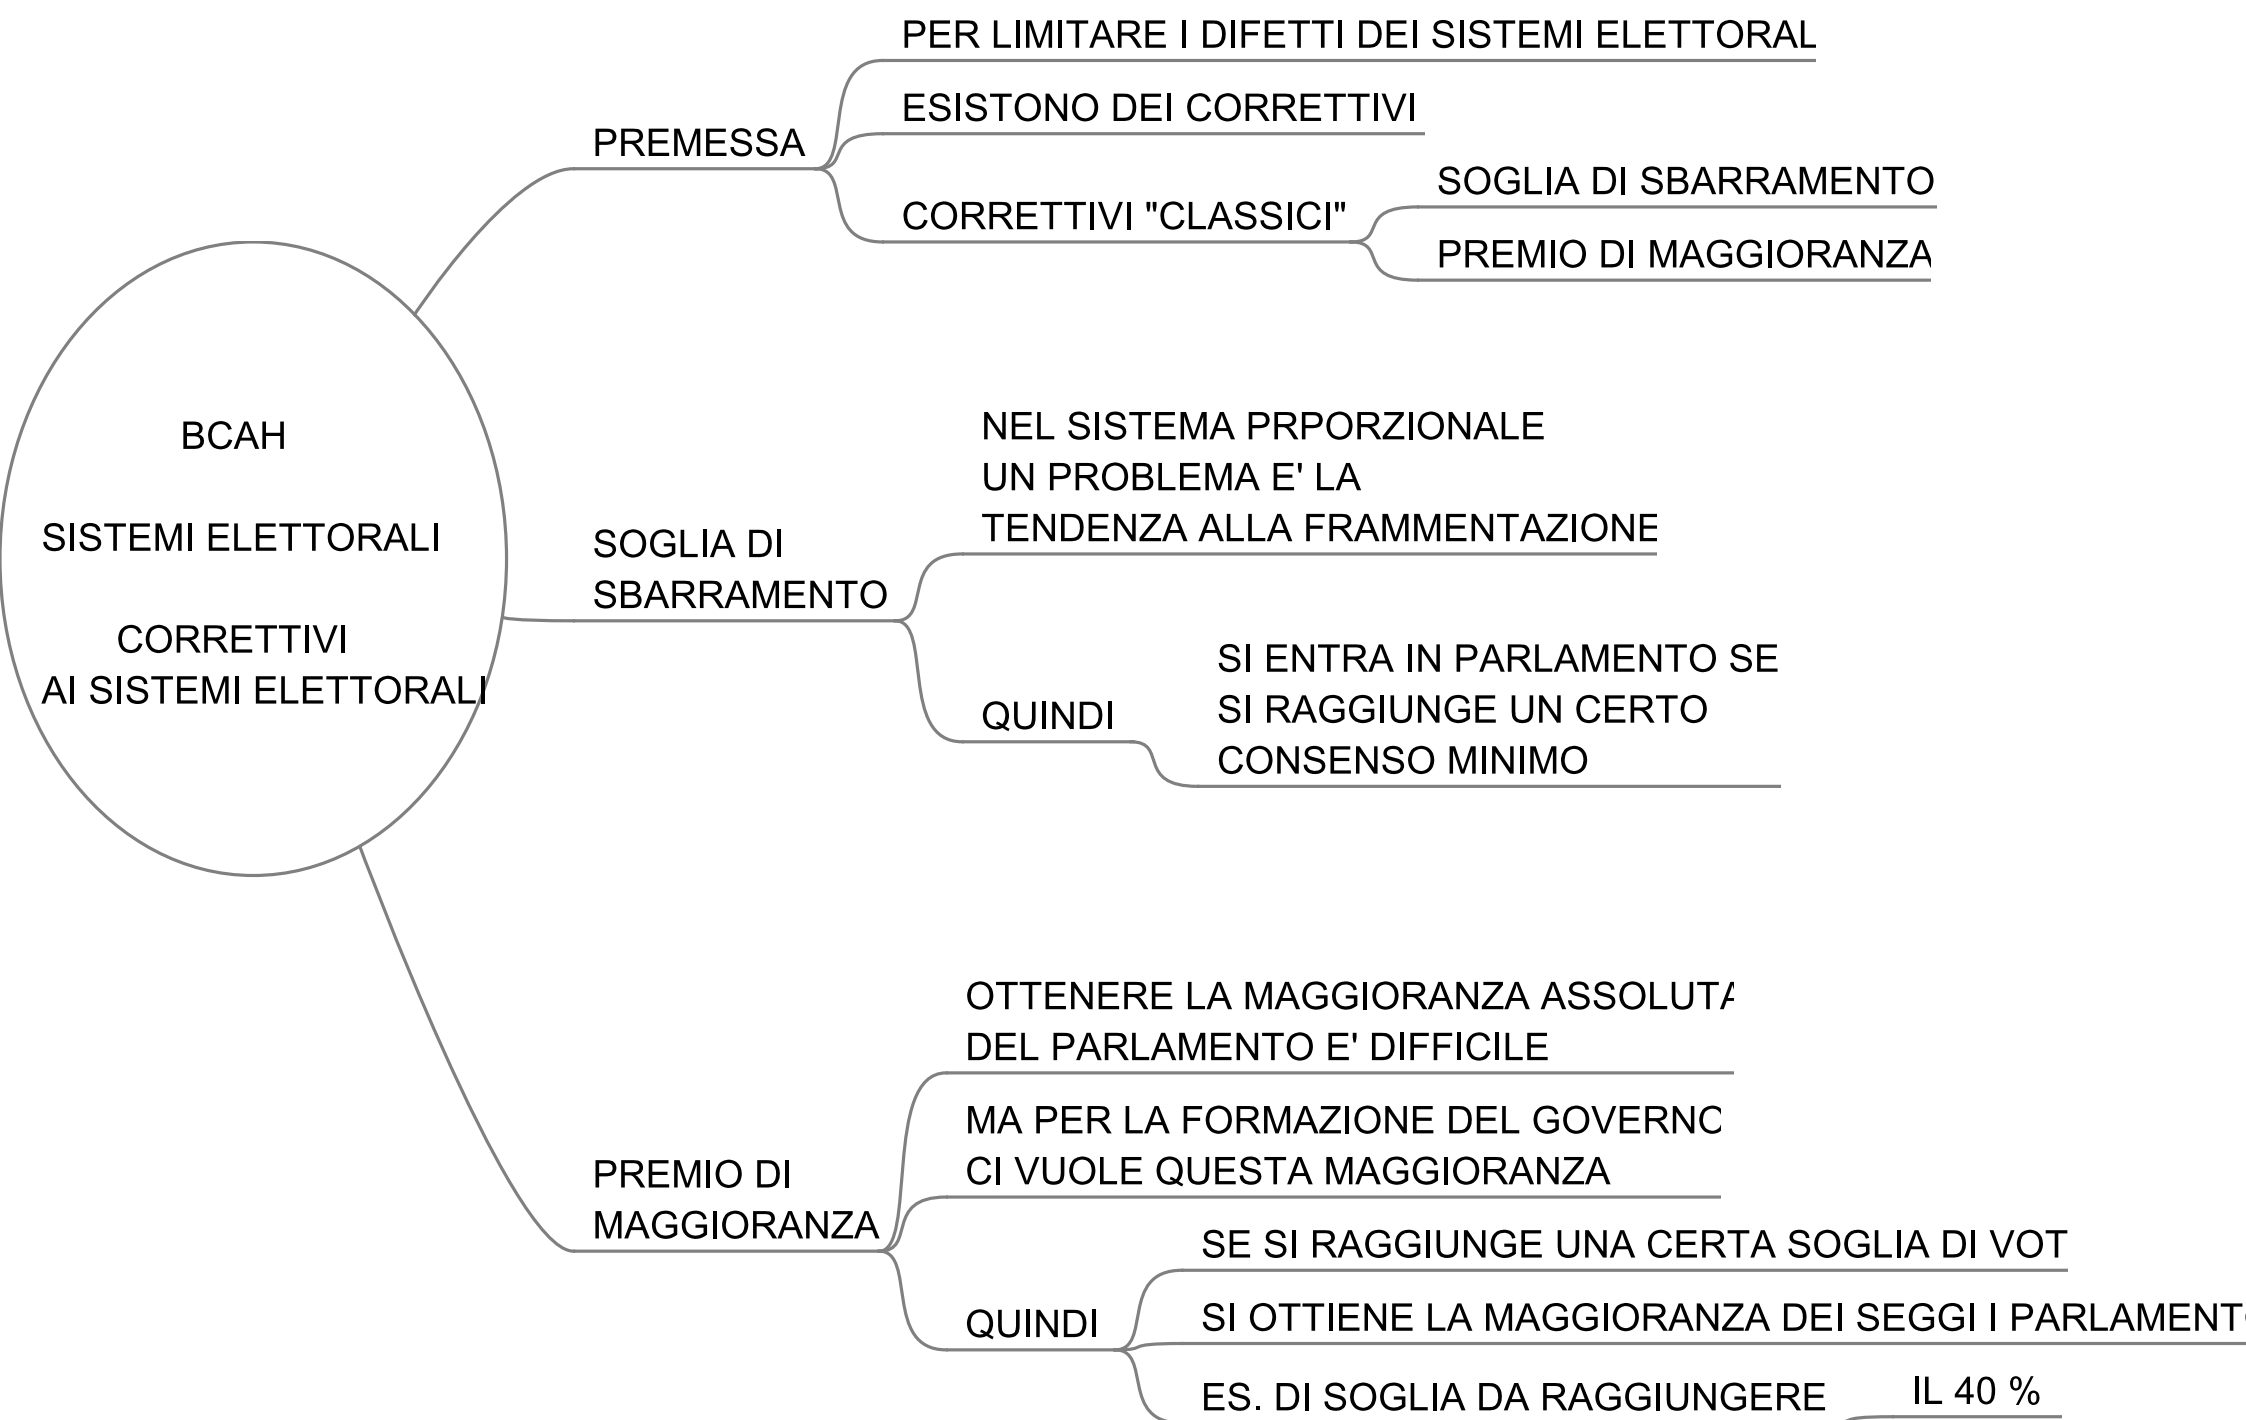 BCAH
SISTEMI ELETTORALI
CORRETTIVI
AI SISTEMI ELETTORALI
PREMESSA
PER LIMITARE I DIFETTI DEI SISTEMI ELETTORAL
ESISTONO DEI CORRETTIVI
CORRETTIVI "CLASSICI"
SOGLIA DI SBARRAMENTO
PREMIO DI MAGGIORANZA
SOGLIA DI
SBARRAMENTO
NEL SISTEMA PRPORZIONALE
UN PROBLEMA E' LA
TENDENZA ALLA FRAMMENTAZIONE
QUINDI
SI ENTRA IN PARLAMENTO SE
SI RAGGIUNGE UN CERTO
CONSENSO MINIMO
PREMIO DI
MAGGIORANZA
OTTENERE LA MAGGIORANZA ASSOLUTA
DEL PARLAMENTO E' DIFFICILE
MA PER LA FORMAZIONE DEL GOVERNO
CI VUOLE QUESTA MAGGIORANZA
QUINDI
SE SI RAGGIUNGE UNA CERTA SOGLIA DI VOT
SI OTTIENE LA MAGGIORANZA DEI SEGGI I PARLAMENTO
ES. DI SOGLIA DA RAGGIUNGERE
IL 40 %